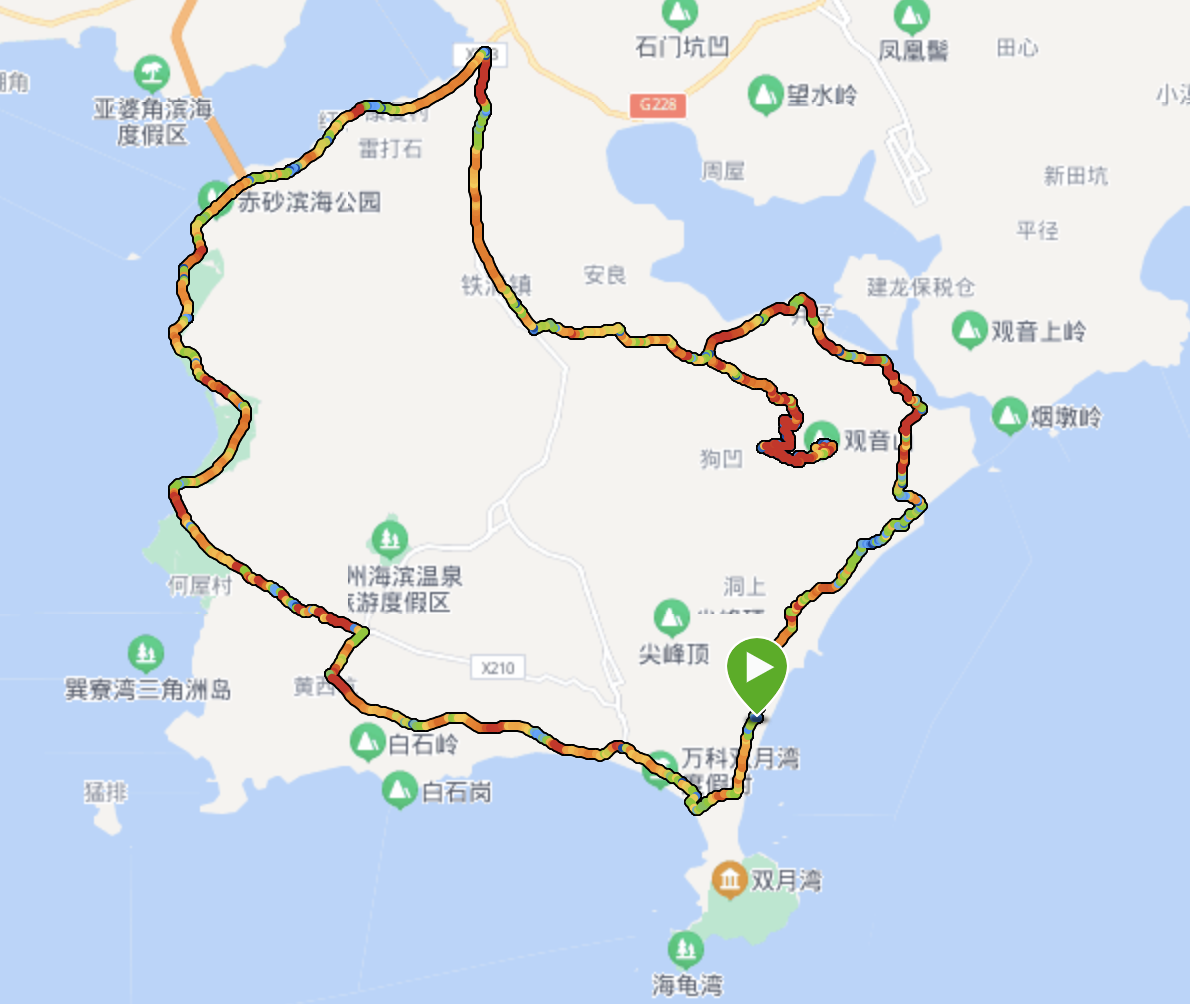 石门坑凹
凤凰髻
田心
亚婆角滨海
度假区
望水岭
G228
雷打石
周屋
新田坑
赤砂滨海公园
平径
安良
建龙保税仓
观音上岭
烟墩岭
观音山
狗凹
州海滨温泉
旅游度假区
洞上
何屋村
尖峰顶
X210
巽寮湾三角洲岛
白石岭
万科双月湾
度假村
猛排
白石岗
双月湾
海龟湾